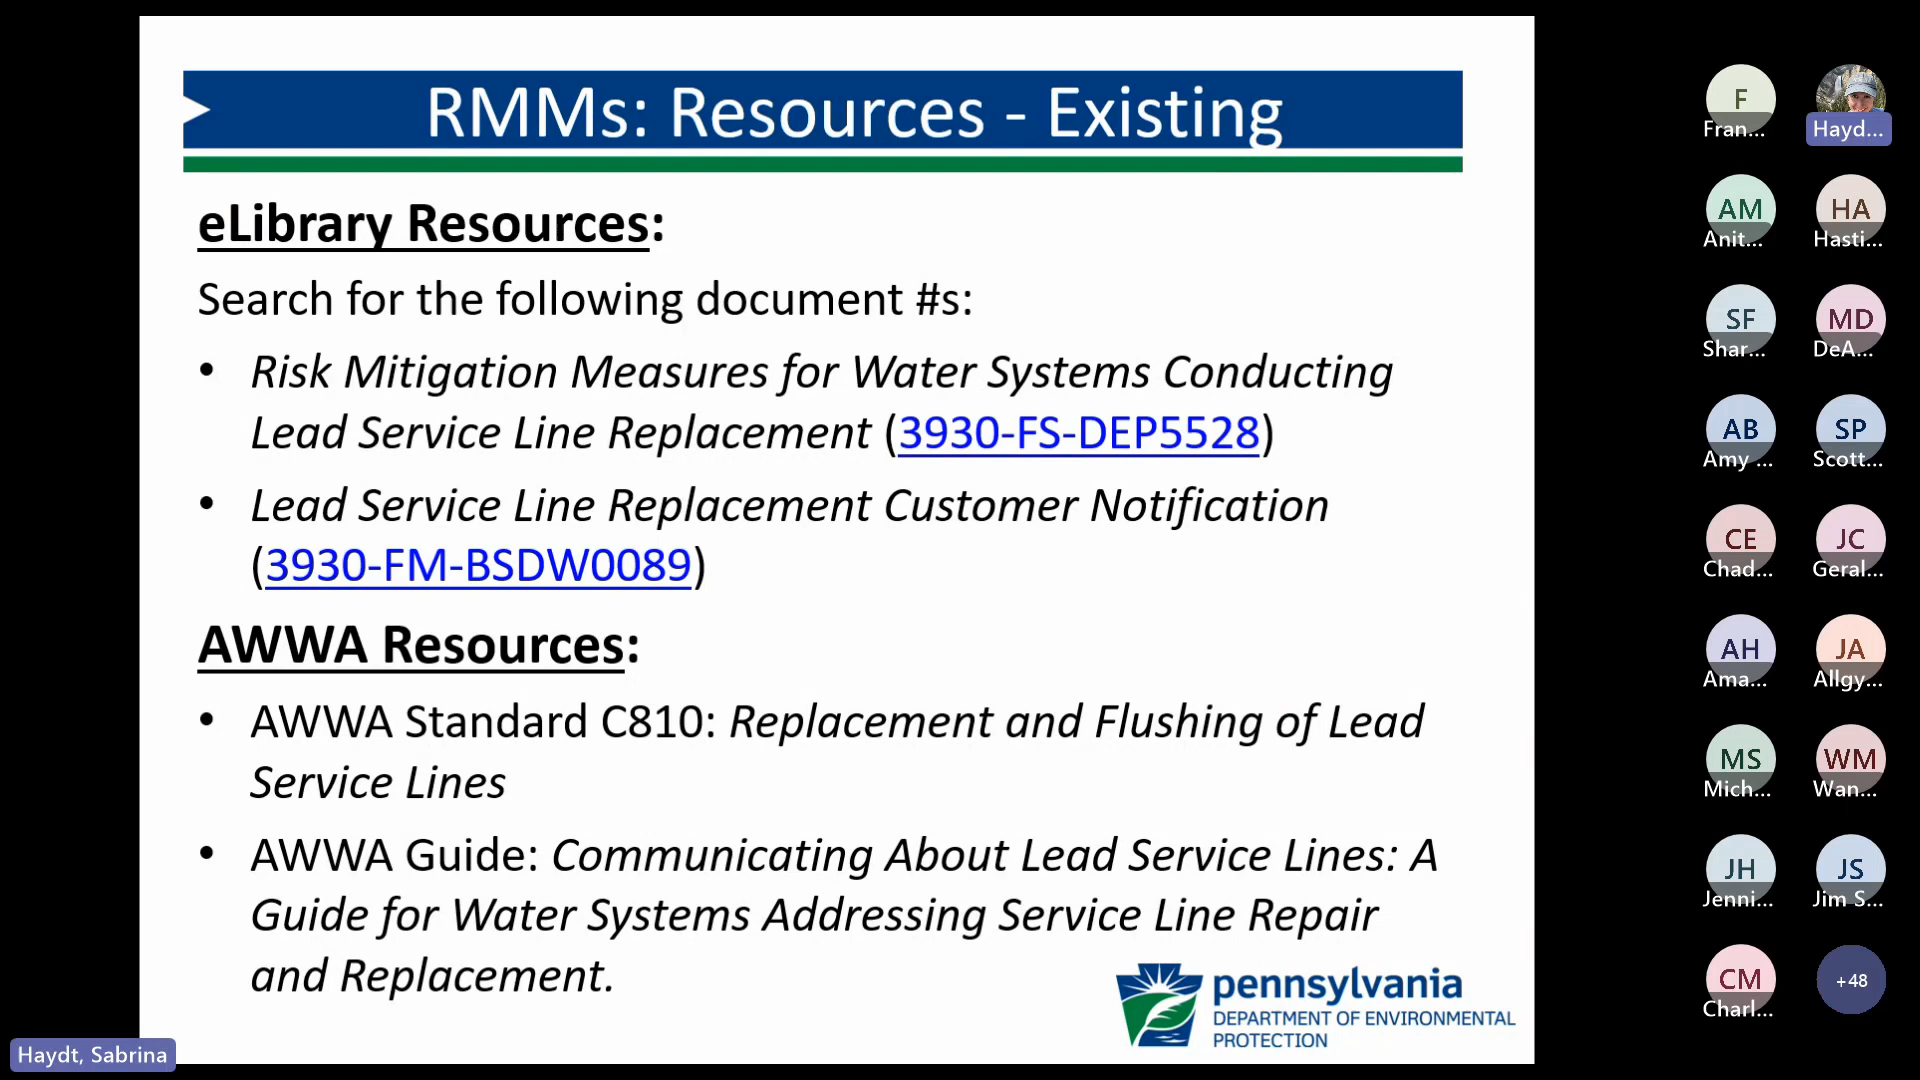 RMMs: Resources - Existing
eLibrary Resources:
Search for the following document #s:
• Risk Mitigation Measures for Water Systems Conducting
Lead Service Line Replacement (3930-FS-DEP5528)
• Lead Service Line Replacement Customer Notification
(3930-FM-BSDW0089)
AWWA Resources:
• AWWA Standard C810: Replacement and Flushing of Lead
Service Lines
• AWWA Guide: Communicating About Lead Service Lines: A
Guide for Water Systems Addressing Service Line Repair
and Replacement.
pennsylvania
DEPARTMENT OF ENVIRONMENTAL
PROTECTION
Haydt, Sabrina
F
Fran...
Hayd...
AM
Anit...
HA
Hasti...
SF
Shar...
MD
DeA...
AB
Amy ...
SP
Scott...
CE
Chad...
JC
Geral...
AH
Ama...
JA
Allgy...
MS
Mich...
WM
Wan...
JH
Jenni...
JS
Jim S...
CM
Charl...
+48